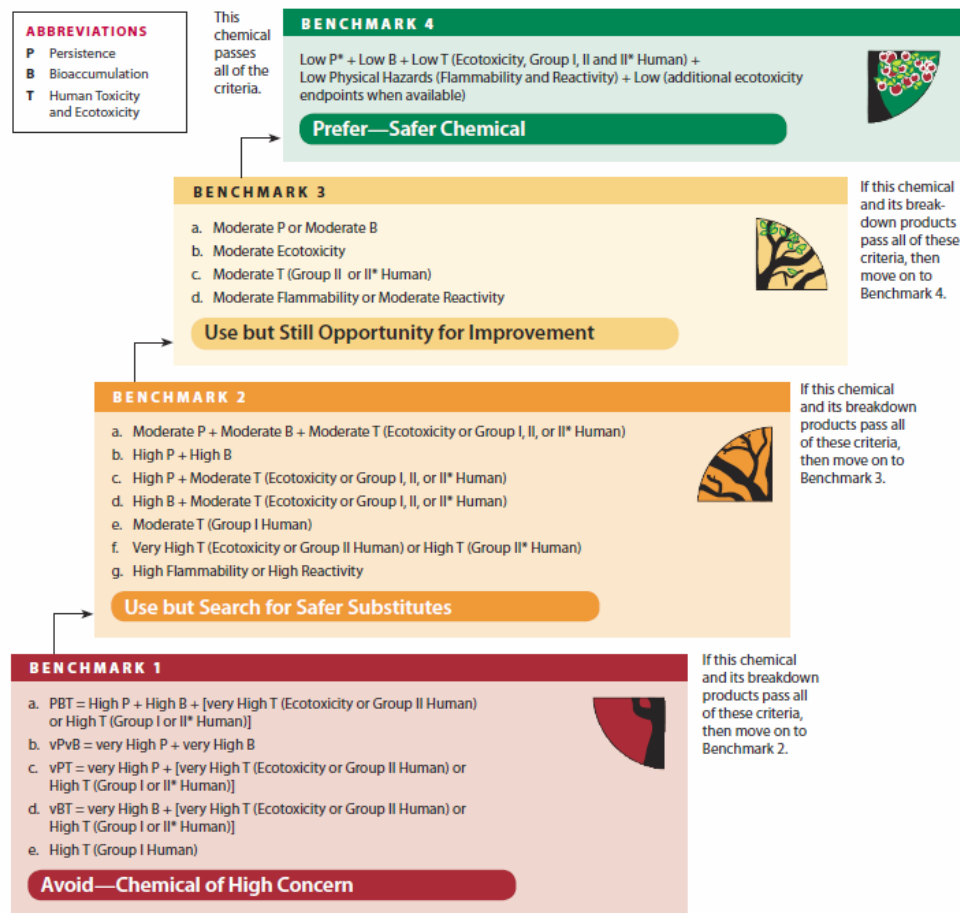 ABBREVIATIONS
P Persistence
B Bioaccumulation
T Human Toxicity
and Ecotoxicity
This
chemical
passes
all of the
criteria.
BENCHMARK 4
Low P* + Low B + Low T (Ecotoxicity, Group I, II and II* Human) +
Low Physical Hazards (Flammability and Reactivity) + Low (additional ecotoxicity
endpoints when available)
Prefer—Safer Chemical
BENCHMARK 3
a. Moderate P or Moderate B
b. Moderate Ecotoxicity
c. Moderate T (Group II or II* Human)
d. Moderate Flammability or Moderate Reactivity
Use but Still Opportunity for Improvement
If this chemical
and its break-
down products
pass all of these
criteria, then
move on to
Benchmark 4.
BENCHMARK 2
a. Moderate P + Moderate B + Moderate T (Ecotoxicity or Group I, II, or II* Human)
b. High P + High B
c. High P + Moderate T (Ecotoxicity or Group I, II, or II* Human)
d. High B + Moderate T (Ecotoxicity or Group I, II, or II* Human)
e. Moderate T (Group I Human)
f. Very High T (Ecotoxicity or Group II Human) or High T (Group II* Human)
g. High Flammability or High Reactivity
Use but Search for Safer Substitutes
If this chemical
and its breakdown
products pass all
of these criteria,
then move on to
Benchmark 3.
BENCHMARK 1
a. PBT = High P + High B + [very High T (Ecotoxicity or Group II Human)
or High T (Group I or II* Human)]
b. vPvB = very High P + very High B
c. vPT = very High P + [very High T (Ecotoxicity or Group II Human) or
High T (Group I or II* Human)]
d. vBT = very High B + [very High T (Ecotoxicity or Group II Human) or
High T (Group I or II* Human)]
e. High T (Group I Human)
Avoid—Chemical of High Concern
If this chemical
and its breakdown
products pass all
of these criteria,
then move on to
Benchmark 2.